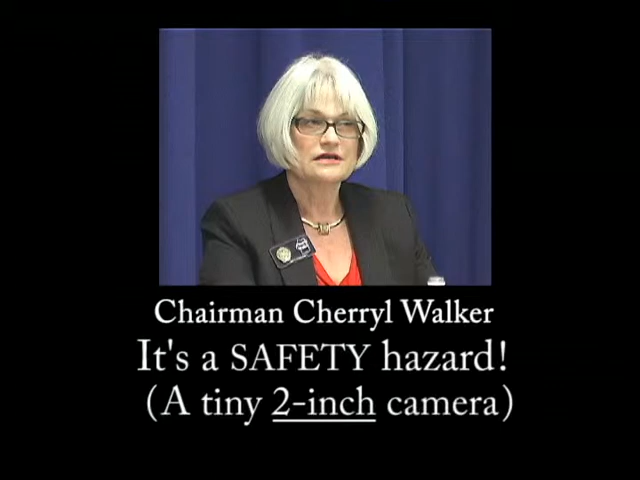 Chairman Cherryl Walker
It's a SAFETY hazard!
(A tiny 2-inch camera)